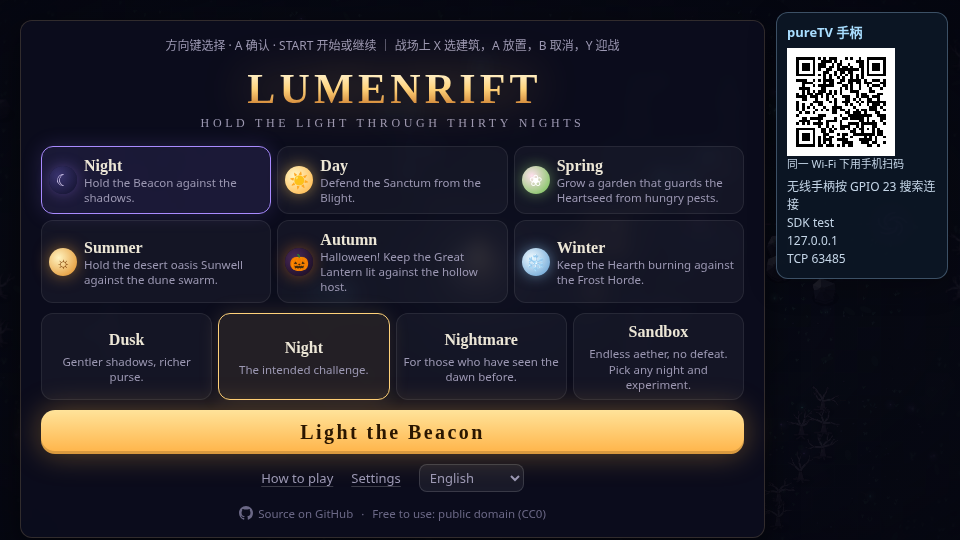 方向键选择 · A 确认 · START 开始或继续 ｜ 战场上 X 选建筑，A 放置，B 取消，Y 迎战
LUMENRIFT
HOLD THE LIGHT THROUGH THIRTY NIGHTS
Night
Hold the Beacon against the
shadows.
Day
Defend the Sanctum from the
Blight.
Spring
Grow a garden that guards the
Heartseed from hungry pests.
Summer
Hold the desert oasis Sunwell
against the dune swarm.
Autumn
Halloween! Keep the Great
Lantern lit against the hollow
host.
Winter
Keep the Hearth burning against
the Frost Horde.
Dusk
Gentler shadows, richer
purse.
Night
The intended challenge.
Nightmare
For those who have seen the
dawn before.
Sandbox
Endless aether, no defeat.
Pick any night and
experiment.
Light the Beacon
How to play
Settings
English
Source on GitHub · Free to use: public domain (CC0)
pureTV 手柄
同一 Wi-Fi 下用手机扫码
无线手柄按 GPIO 23 搜索连
接
SDK test
127.0.0.1
TCP 63485